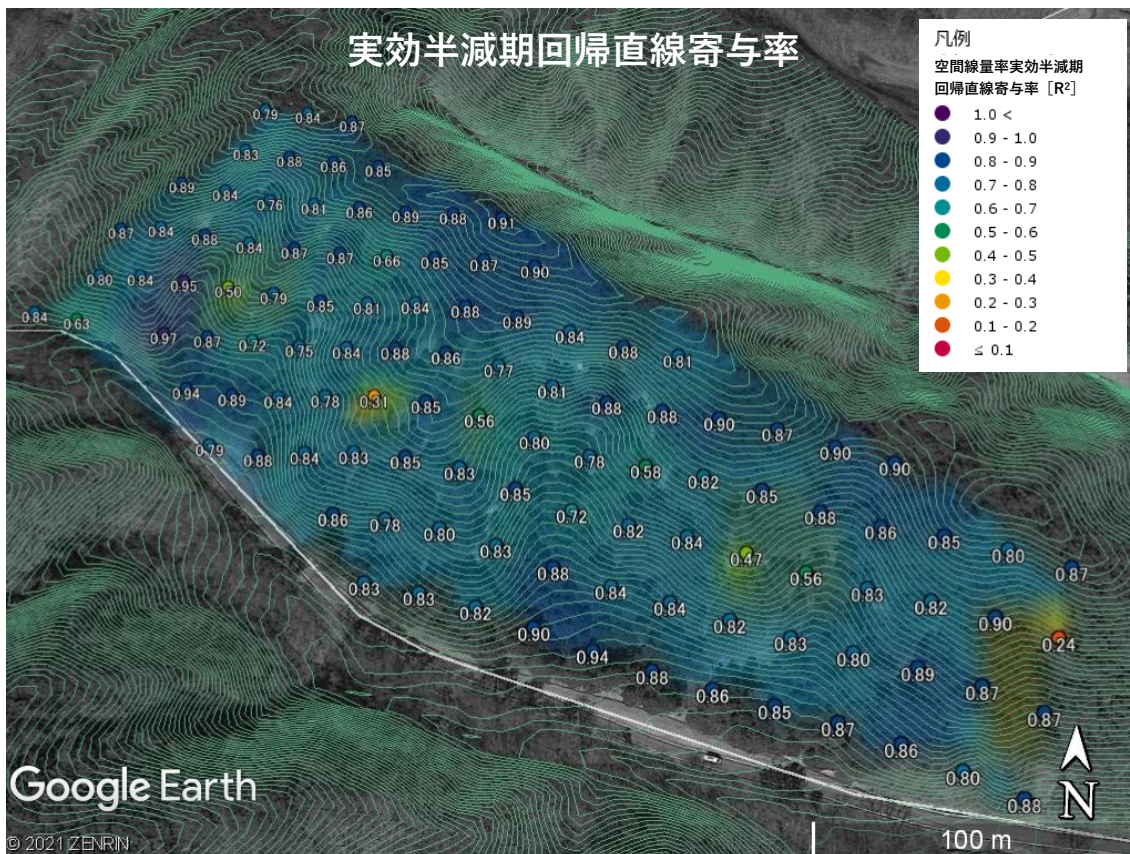 実効半減期回帰直線寄与率
凡例
空間線量率実効半減期
回帰直線寄与率［R²］
1.0 <
0.9 - 1.0
0.8 - 0.9
0.7 - 0.8
0.6 - 0.7
0.5 - 0.6
0.4 - 0.5
0.3 - 0.4
0.2 - 0.3
0.1 - 0.2
≤ 0.1
0.79 0.84 0.87
0.83 0.88 0.86 0.85
0.89 0.84 0.76 0.81 0.86 0.89 0.88 0.91
0.87 0.84 0.88 0.84 0.87 0.87 0.66 0.85 0.87 0.90
0.80 0.84 0.95 0.50 0.79 0.85 0.81 0.84 0.88 0.89 0.84 0.88 0.81
0.84 0.63 0.97 0.87 0.72 0.75 0.84 0.88 0.86 0.77 0.81 0.88 0.88 0.90 0.87 0.90 0.90
0.94 0.89 0.84 0.78 0.31 0.85 0.56 0.80 0.78 0.58 0.82 0.85 0.88 0.86 0.85 0.80 0.87
0.79 0.88 0.84 0.83 0.85 0.83 0.85 0.72 0.82 0.84 0.47 0.56 0.83 0.82 0.90 0.24
0.86 0.78 0.80 0.83 0.88 0.84 0.84 0.82 0.83 0.80 0.89 0.87 0.87
0.83 0.83 0.82 0.90 0.94 0.88 0.86 0.85 0.87 0.86 0.80 0.88
N
Google Earth
© 2021 ZENRIN
100 m